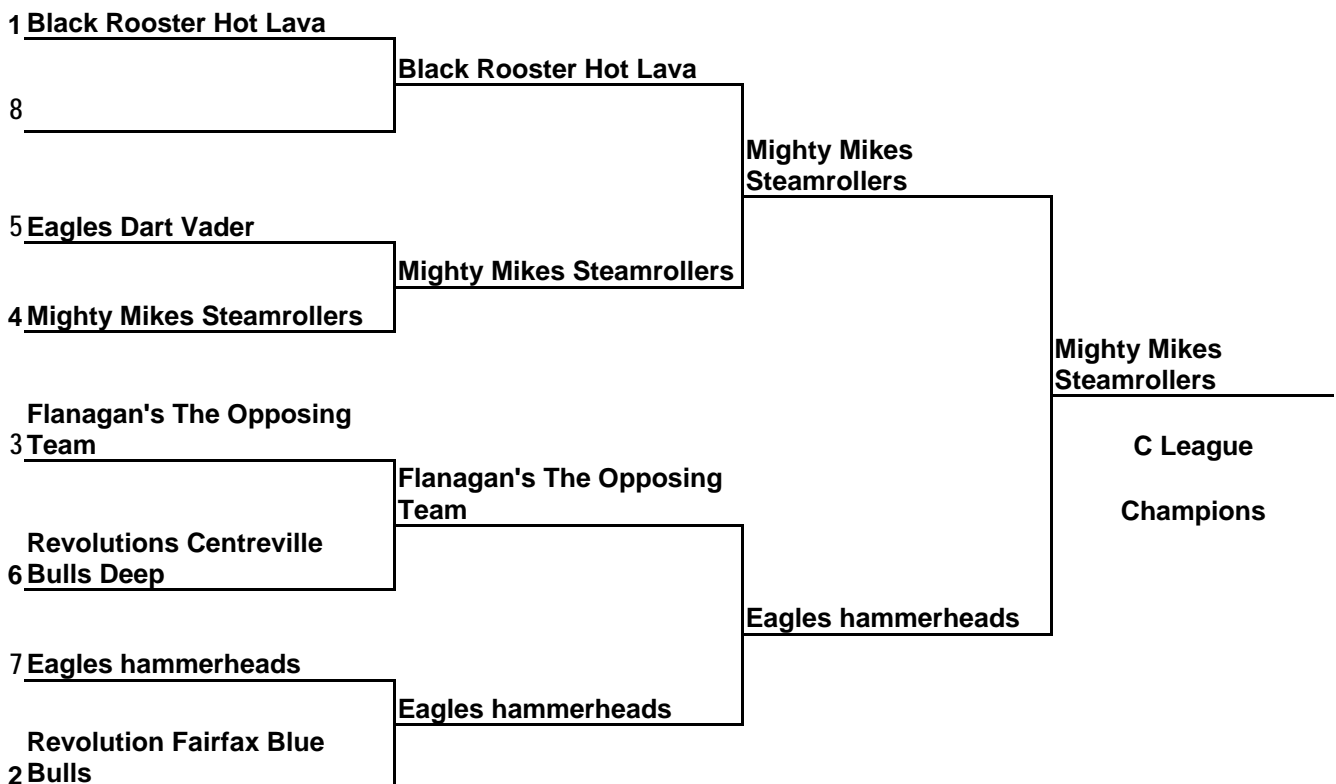 1 Black Rooster Hot Lava
Black Rooster Hot Lava
8
Mighty Mikes
Steamrollers
5 Eagles Dart Vader
Mighty Mikes Steamrollers
4 Mighty Mikes Steamrollers
Mighty Mikes
Steamrollers
Flanagan's The Opposing
3 Team
C League
Flanagan's The Opposing
Team
Champions
Revolutions Centreville
6 Bulls Deep
Eagles hammerheads
7 Eagles hammerheads
Eagles hammerheads
Revolution Fairfax Blue
2 Bulls